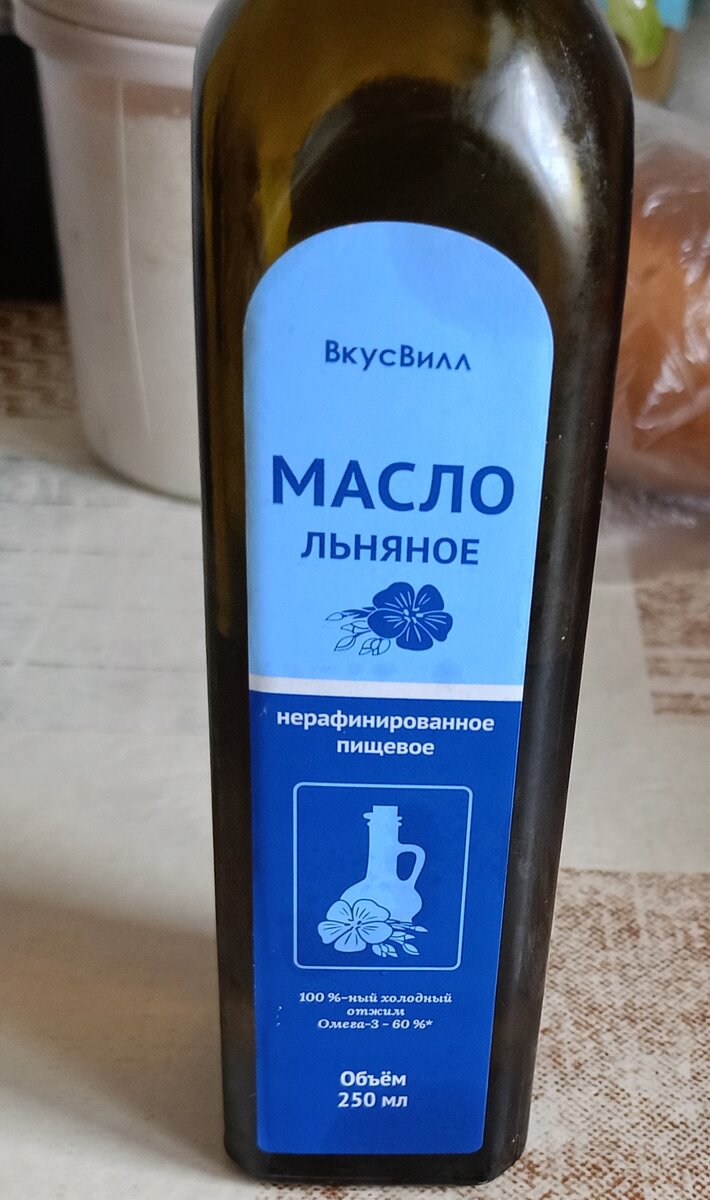 ВкусВилл
МАСЛО
ЛЬНЯНОЕ
нерафинированное
пищевое
100 %-ный холодный
отжим
Омега-3 - 60 %*
Объём
250 мл